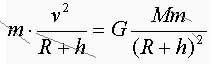 m · v² / (R + h) = G Mm / (R + h)²